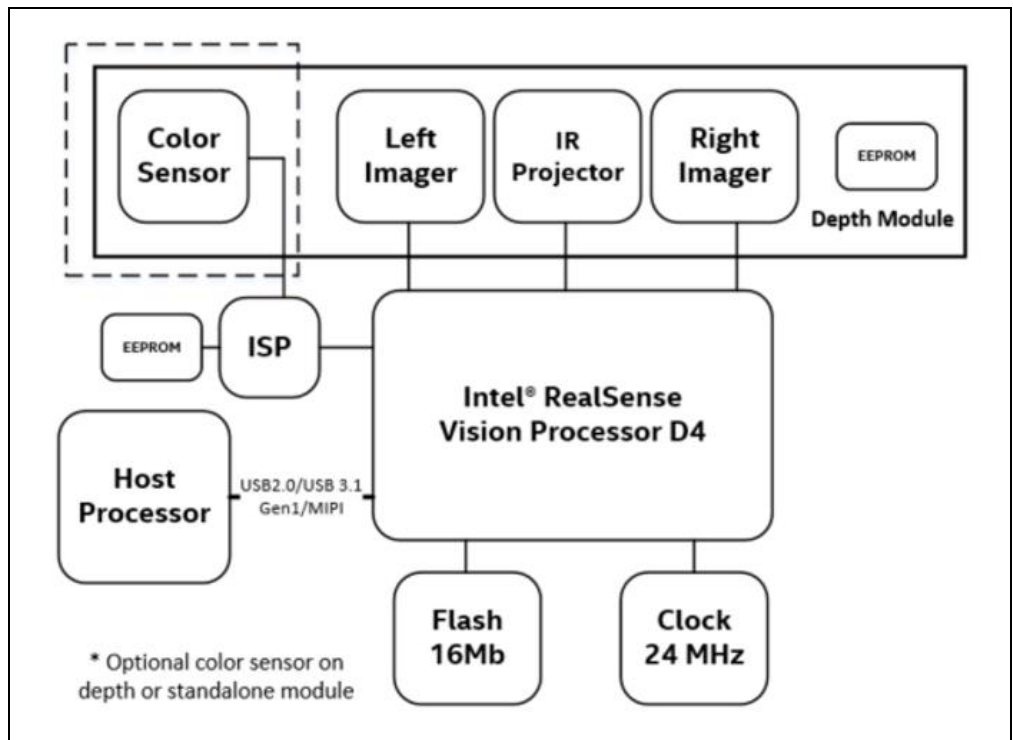 Color
Sensor
Left
Imager
IR
Projector
Right
Imager
EEPROM
Depth Module
EEPROM
ISP
Intel® RealSense
Vision Processor D4
Host
Processor
USB2.0/USB 3.1
Gen1/MIPI
Flash
16Mb
Clock
24 MHz
* Optional color sensor on
depth or standalone module